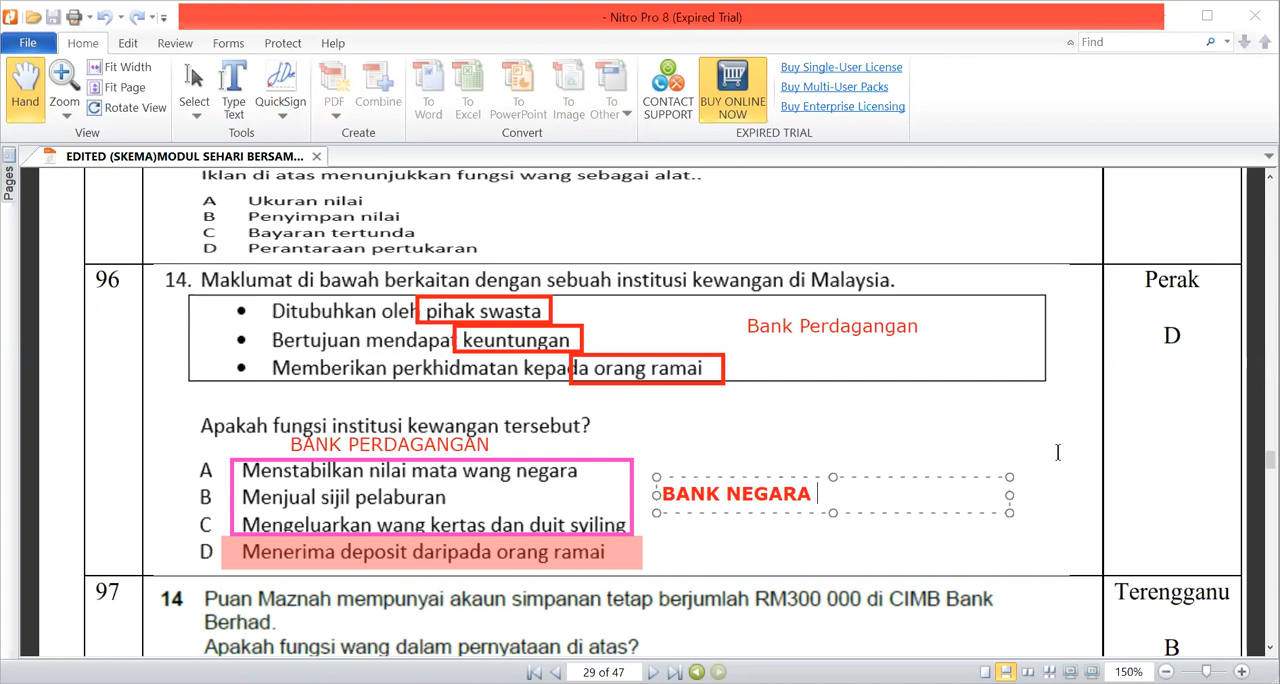 - Nitro Pro 8 (Expired Trial)
File Home Edit Review Forms Protect Help
Find
Hand
Zoom
Fit Width
Fit Page
Rotate View
View
Select
Type Text
QuickSign
Tools
PDF
Combine
Create
To Word
To Excel
To PowerPoint
To Image
To Other
Convert
CONTACT SUPPORT
BUY ONLINE NOW
Buy Single-User License
Buy Multi-User Packs
Buy Enterprise Licensing
EXPIRED TRIAL
Pages
EDITED (SKEMA)MODUL SEHARI BERSAM...
Iklan di atas menunjukkan fungsi wang sebagai alat..
A Ukuran nilai
B Penyimpan nilai
C Bayaran tertunda
D Perantaraan pertukaran
96
14. Maklumat di bawah berkaitan dengan sebuah institusi kewangan di Malaysia.
Perak
• Ditubuhkan oleh pihak swasta
Bank Perdagangan
• Bertujuan mendapat keuntungan
D
• Memberikan perkhidmatan kepada orang ramai
Apakah fungsi institusi kewangan tersebut?
BANK PERDAGANGAN
A Menstabilkan nilai mata wang negara
B Menjual sijil pelaburan
BANK NEGARA
C Mengeluarkan wang kertas dan duit syiling
D Menerima deposit daripada orang ramai
97
14 Puan Maznah mempunyai akaun simpanan tetap berjumlah RM300 000 di CIMB Bank
Terengganu
Berhad.
Apakah fungsi wang dalam pernyataan di atas?
B
29 of 47
150%